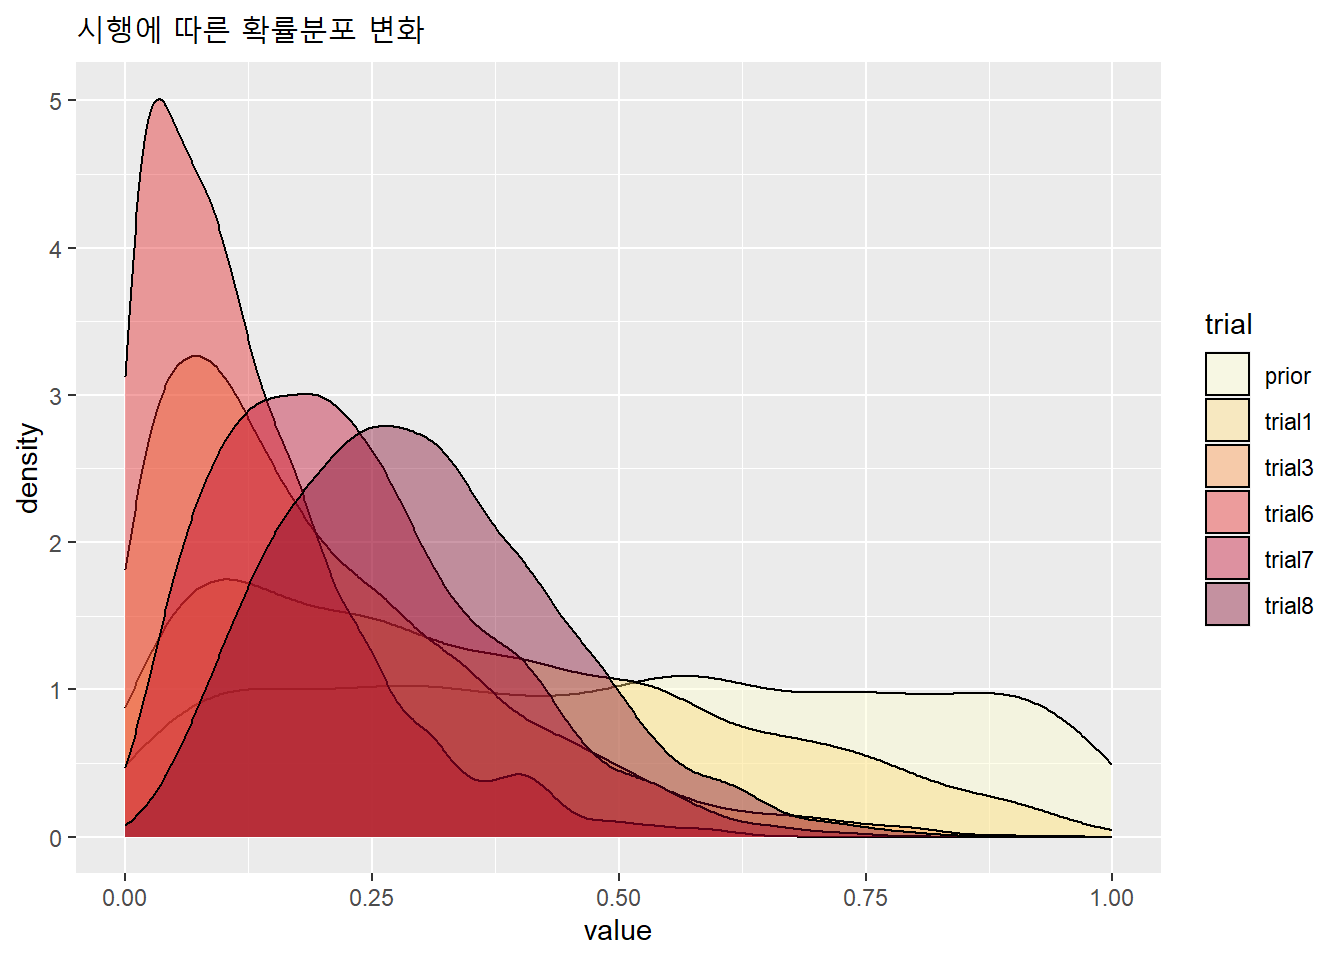 시행에 따른 확률분포 변화
5
4
3
2
1
0
density
0.00 0.25 0.50 0.75 1.00
value
trial
prior
trial1
trial3
trial6
trial7
trial8